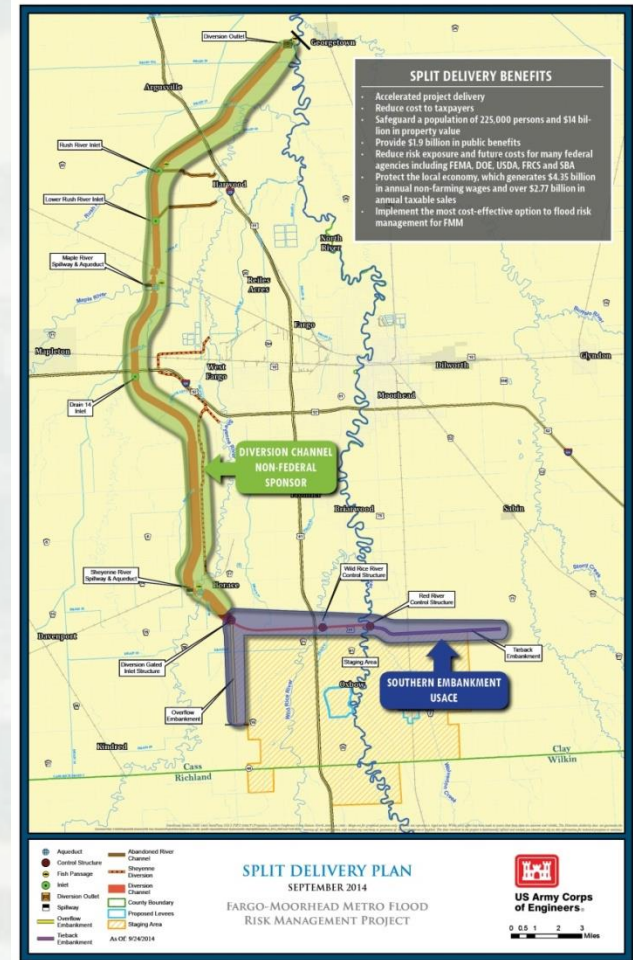 Diversion Outlet
Georgetown
Argusville
SPLIT DELIVERY BENEFITS
- Accelerated project delivery
- Reduce cost to taxpayers
- Safeguard a population of 225,000 persons and $14 bil-
lion in property value
- Provide $1.9 billion in public benefits
- Reduce risk exposure and future costs for many federal
agencies including FEMA, DOE, USDA, FRCS and SBA
- Protect the local economy, which generates $4.35 billion
in annual non-farming wages and over $2.77 billion in
annual taxable sales
- Implement the most cost-effective option to flood risk
management for FMM
Rush River Inlet
Harwood
Lower Rush River Inlet
North
River
Maple River
Spillway & Aqueduct
Reiles
Acres
Maple River
Fargo
Mapleton
West
Fargo
Dilworth
Glyndon
Moorhead
Drain 14
Inlet
DIVERSION CHANNEL
NON-FEDERAL
SPONSOR
Briarwood
Sabin
Sheyenne River
Spillway & Aqueduct
Horace
Wild Rice River
Control Structure
Red River
Control Structure
Davenport
Diversion Gated
Inlet Structure
Staging Area
Tieback
Embankment
SOUTHERN EMBANKMENT
USACE
Oxbow
Overflow
Embankment
Wild Rice River
Kindred
Cass
Richland
Clay
Wilkin
Aqueduct
Control Structure
Fish Passage
Inlet
Diversion Outlet
Spillway
Overflow
Embankment
Tieback
Embankment
Abandoned River
Channel
Sheyenne
Diversion
Diversion
Channel
County Boundary
Proposed Levees
Staging Area
As Of: 9/24/2014
SPLIT DELIVERY PLAN
SEPTEMBER 2014
FARGO-MOORHEAD METRO FLOOD
RISK MANAGEMENT PROJECT
US Army Corps
of Engineers®
0 0.5 1 2 3
Miles